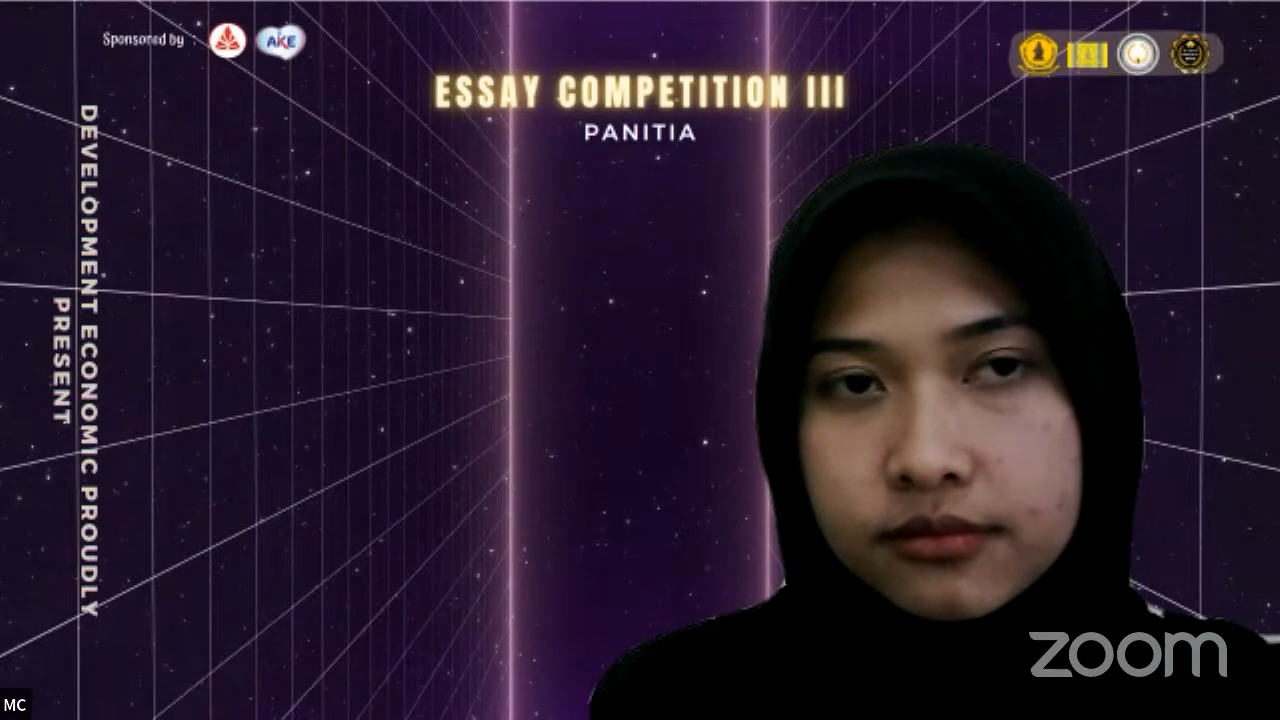 Sponsored by
AKE
ESSAY COMPETITION III
PANITIA
DEVELOPMENT ECONOMIC PROUDLY
PRESENT
zoom
MC